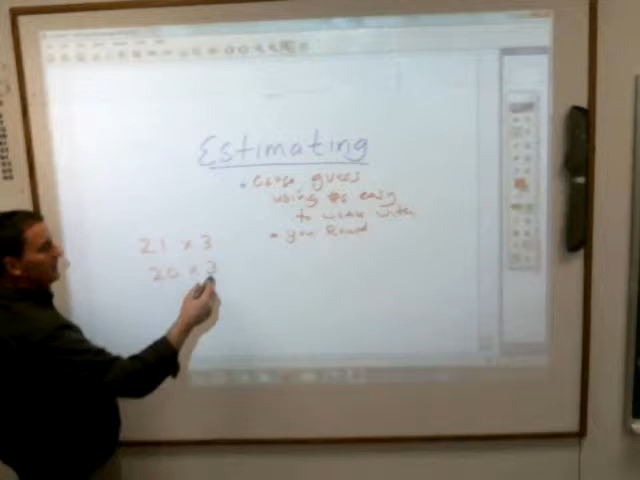 Estimating
• close guess
using #s easy
to work with
• you Round
21 x 3
20 x 3